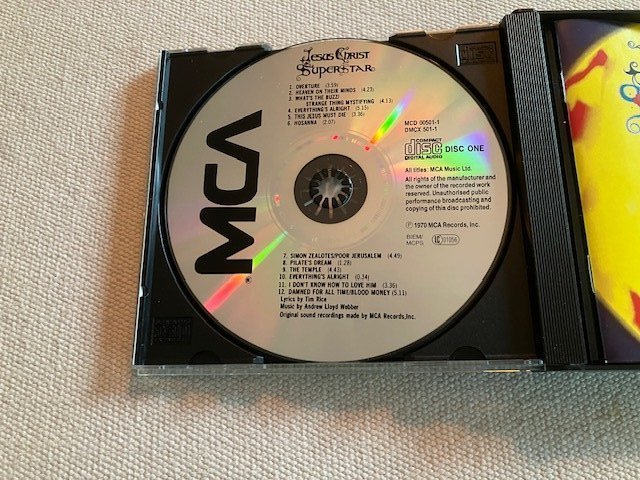 Jesus Christ
Superstar
1. OVERTURE (3.59)
2. HEAVEN ON THEIR MINDS (4.23)
3. WHAT'S THE BUZZ/
STRANGE THING MYSTIFYING (4.13)
4. EVERYTHING'S ALRIGHT (5.15)
5. THIS JESUS MUST DIE (3.36)
6. HOSANNA (2.07)
MCA
®
MCD 00501-1
DMCX 501-1
COMPACT
disc
DIGITAL AUDIO
DISC ONE
All titles: MCA Music Ltd.
All rights of the manufacturer and
the owner of the recorded work
reserved. Unauthorised public
performance broadcasting and
copying of this disc prohibited.
℗ 1970 MCA Records, Inc.
BIEM/
MCPS
LC 01056
7. SIMON ZEALOTES/POOR JERUSALEM (4.49)
8. PILATE'S DREAM (1.28)
9. THE TEMPLE (4.43)
10. EVERYTHING'S ALRIGHT (0.34)
11. I DON'T KNOW HOW TO LOVE HIM (3.36)
12. DAMNED FOR ALL TIME/BLOOD MONEY (5.11)
Lyrics by Tim Rice
Music by Andrew Lloyd Webber
Original sound recordings made by MCA Records,Inc.